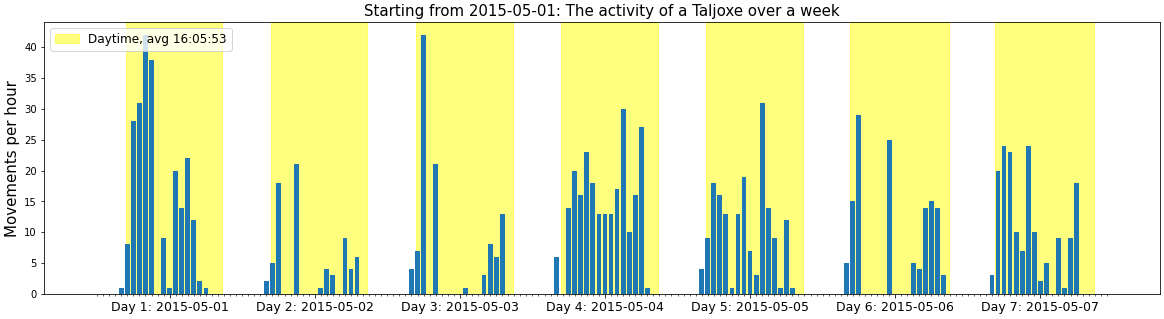 Starting from 2015-05-01: The activity of a Taljoxe over a week
Daytime, avg 16:05:53
Movements per hour
40
35
30
25
20
15
10
5
0
Day 1: 2015-05-01 Day 2: 2015-05-02 Day 3: 2015-05-03 Day 4: 2015-05-04 Day 5: 2015-05-05 Day 6: 2015-05-06 Day 7: 2015-05-07